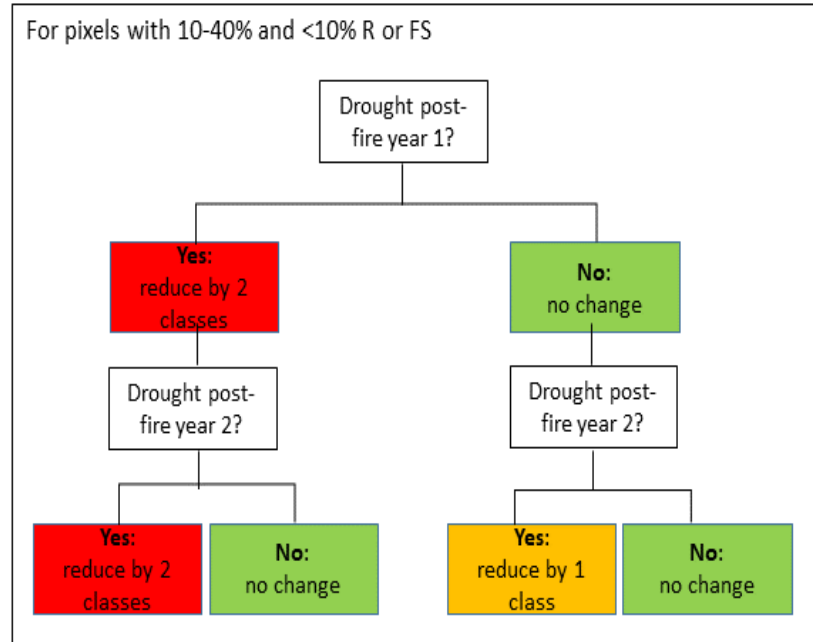 For pixels with 10-40% and <10% R or FS
Drought post-
fire year 1?
Yes:
reduce by 2
classes
No:
no change
Drought post-
fire year 2?
Drought post-
fire year 2?
Yes:
reduce by 2
classes
No:
no change
Yes:
reduce by 1
class
No:
no change